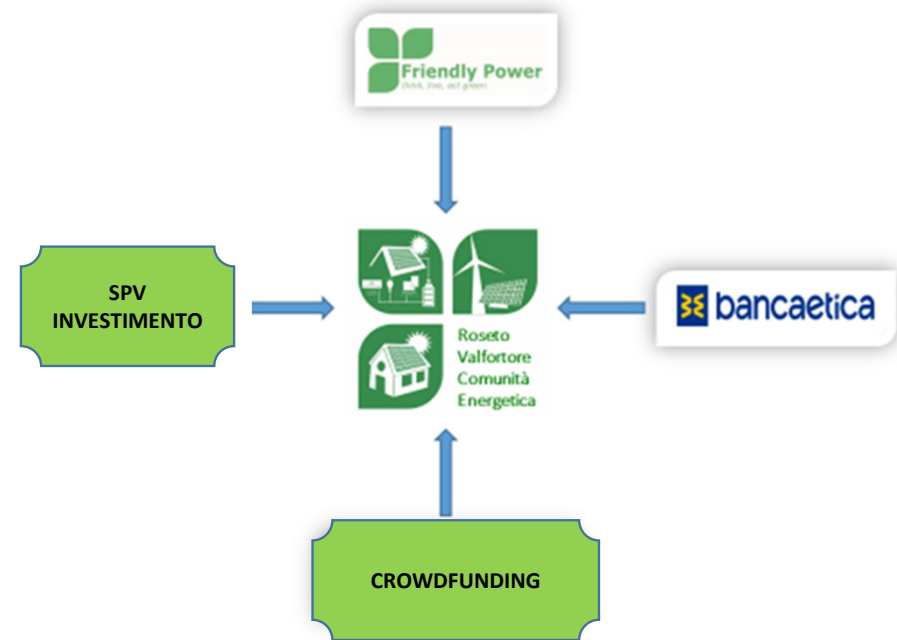 Friendly Power
think, live, act green
SPV
INVESTIMENTO
Roseto
Valfortore
Comunità
Energetica
bancaetica
CROWDFUNDING